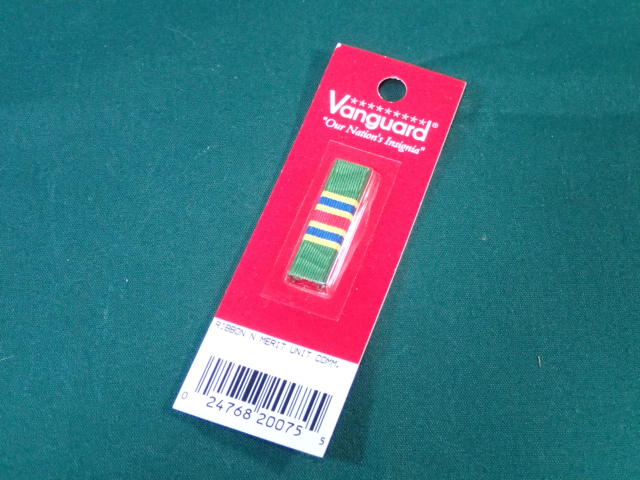 Vanguard®
"Our Nation's Insignia"
RIBBON N MERIT UNIT COMM.
0 24768 20075 5